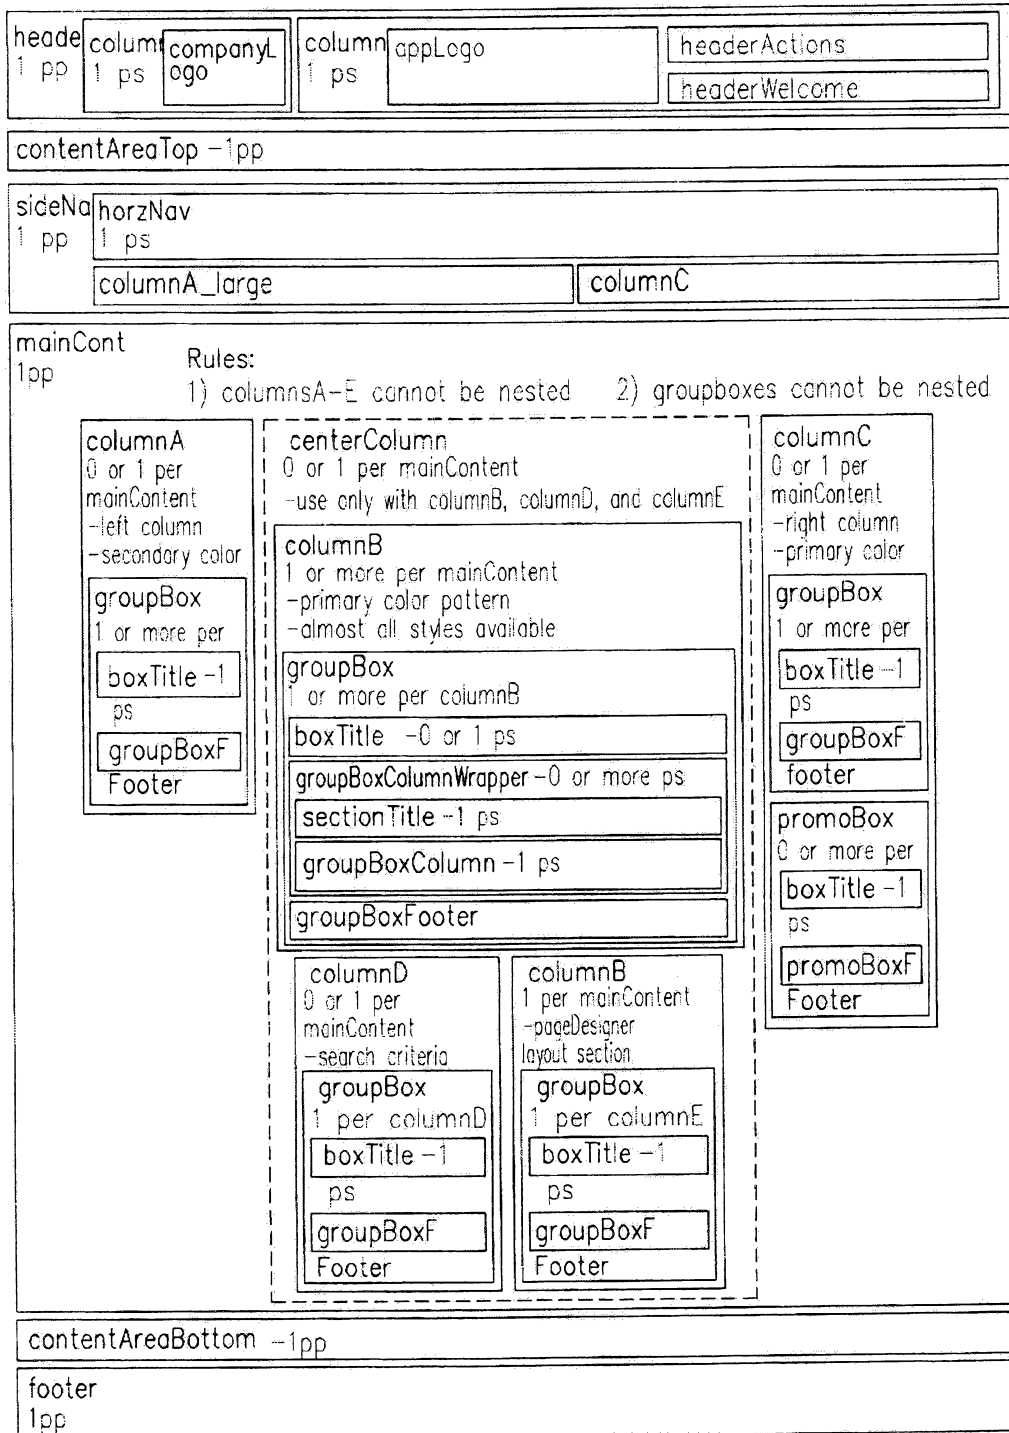 heade
1 pp
colum
1 ps
companyL
ogo
column
1 ps
appLogo
headerActions
headerWelcome
contentAreaTop -1pp
sideNa
1 pp
horzNav
1 ps
columnA_large
columnC
mainCont
1pp
Rules:
1) columnsA-E cannot be nested 2) groupboxes cannot be nested
columnA
0 or 1 per
mainContent
-left column
-secondary color
groupBox
1 or more per
boxTitle -1
ps
groupBoxF
Footer
centerColumn
0 or 1 per mainContent
-use only with columnB, columnD, and columnE
columnB
1 or more per mainContent
-primary color pattern
-almost all styles available
groupBox
1 or more per columnB
boxTitle -0 or 1 ps
groupBoxColumnWrapper -0 or more ps
sectionTitle -1 ps
groupBoxColumn -1 ps
groupBoxFooter
columnD
0 or 1 per
mainContent
-search criteria
groupBox
1 per columnD
boxTitle -1
ps
groupBoxF
Footer
columnB
1 per mainContent
-pageDesigner
layout section
groupBox
1 per columnE
boxTitle -1
ps
groupBoxF
Footer
columnC
0 or 1 per
mainContent
-right column
-primary color
groupBox
1 or more per
boxTitle -1
ps
groupBoxF
footer
promoBox
0 or more per
boxTitle -1
ps
promoBoxF
Footer
contentAreaBottom -1pp
footer
1pp